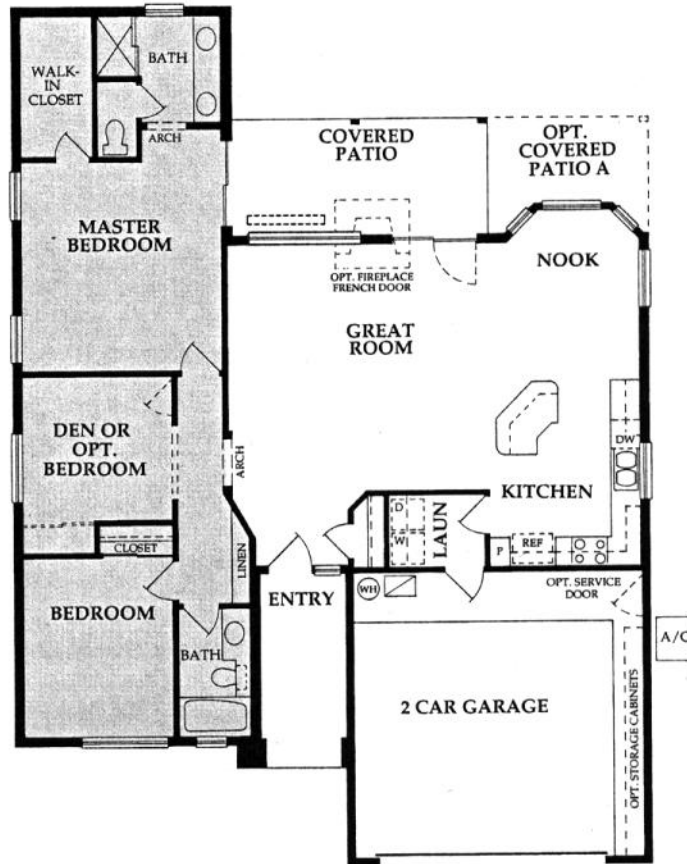 BATH
WALK-
IN
CLOSET
ARCH
COVERED
PATIO
OPT.
COVERED
PATIO A
MASTER
BEDROOM
NOOK
OPT. FIREPLACE
FRENCH DOOR
GREAT
ROOM
DEN OR
OPT.
BEDROOM
ARCH
DW
KITCHEN
D
W
LAUN
P
REF
CLOSET
LINEN
BEDROOM
ENTRY
WH
OPT. SERVICE
DOOR
A/C
BATH
2 CAR GARAGE
OPT. STORAGE CABINETS